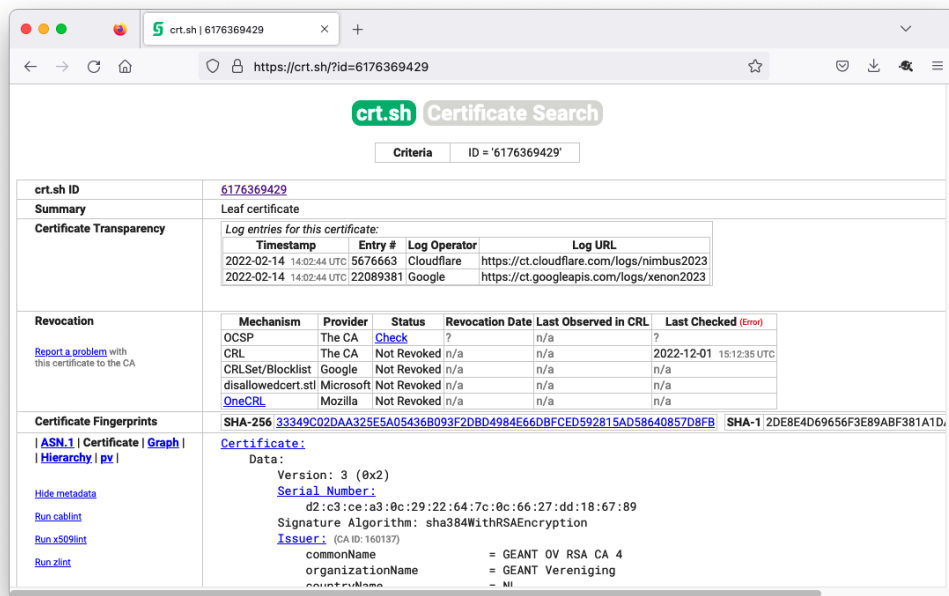 crt.sh | 6176369429
https://crt.sh/?id=6176369429
crt.sh Certificate Search
Criteria ID = '6176369429'
crt.sh ID 6176369429
Summary Leaf certificate
Certificate Transparency Log entries for this certificate:
Timestamp Entry # Log Operator Log URL
2022-02-14 14:02:44 UTC 5676663 Cloudflare https://ct.cloudflare.com/logs/nimbus2023
2022-02-14 14:02:44 UTC 22089381 Google https://ct.googleapis.com/logs/xenon2023
Revocation Mechanism Provider Status Revocation Date Last Observed in CRL Last Checked (Error)
OCSP The CA Check ? n/a ?
Report a problem with
this certificate to the CA
CRL The CA Not Revoked n/a n/a 2022-12-01 15:12:35 UTC
CRLSet/Blocklist Google Not Revoked n/a n/a n/a
disallowedcert.stl Microsoft Not Revoked n/a n/a n/a
OneCRL Mozilla Not Revoked n/a n/a n/a
Certificate Fingerprints SHA-256 33349C02DAA325E5A05436B093F2DBD4984E66DBFCED592815AD58640857D8FB SHA-1 2DE8E4D69656F3E89ABF381A1D
| ASN.1 | Certificate | Graph |
| Hierarchy | pv |
Hide metadata
Run cablint
Run x509lint
Run zlint
Certificate:
Data:
Version: 3 (0x2)
Serial Number:
d2:c3:ce:a3:0c:29:22:64:7c:0c:66:27:dd:18:67:89
Signature Algorithm: sha384WithRSAEncryption
Issuer: (CA ID: 160137)
commonName = GEANT OV RSA CA 4
organizationName = GEANT Vereniging
countryName = NL